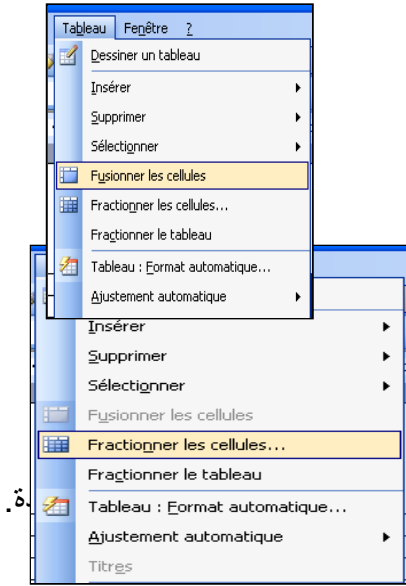 Tableau Fenêtre ?
Dessiner un tableau
Insérer
Supprimer
Sélectionner
Fusionner les cellules
Fractionner les cellules...
Fractionner le tableau
Tableau : Format automatique...
Ajustement automatique
Insérer
Supprimer
Sélectionner
Fusionner les cellules
Fractionner les cellules...
Fractionner le tableau
Tableau : Format automatique...
Ajustement automatique
Titres